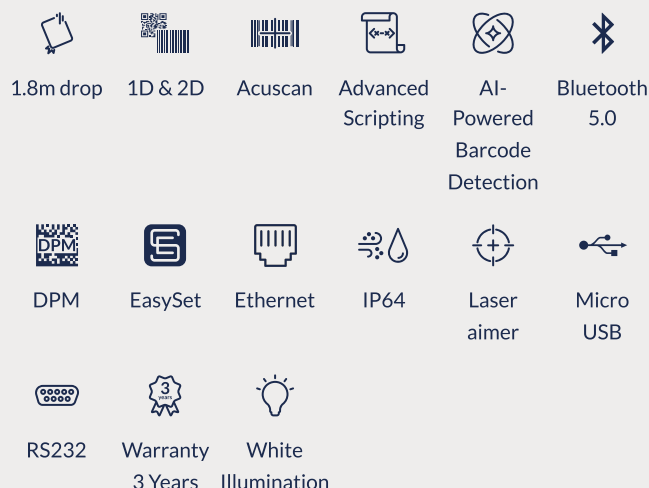 1.8m drop
1D & 2D
Acuscan
Advanced
Scripting
AI-
Powered
Barcode
Detection
Bluetooth
5.0
DPM
DPM
EasySet
Ethernet
IP64
Laser
aimer
Micro
USB
RS232
3
years
Warranty
3 Years
White
Illumination